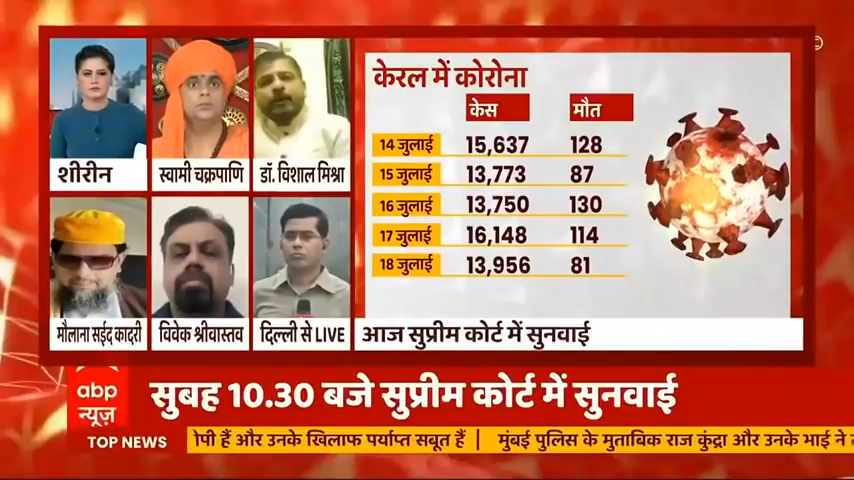 शीरीन
स्वामी चक्रपाणि
डॉ. विशाल मिश्रा
मौलाना सईद कादरी
विवेक श्रीवास्तव
दिल्ली से LIVE
केरल में कोरोना
केस मौत
14 जुलाई 15,637 128
15 जुलाई 13,773 87
16 जुलाई 13,750 130
17 जुलाई 16,148 114
18 जुलाई 13,956 81
आज सुप्रीम कोर्ट में सुनवाई
abp
न्यूज़
सुबह 10.30 बजे सुप्रीम कोर्ट में सुनवाई
TOP NEWS
ोपी हैं और उनके खिलाफ पर्याप्त सबूत हैं | मुंबई पुलिस के मुताबिक राज कुंद्रा और उनके भाई ने